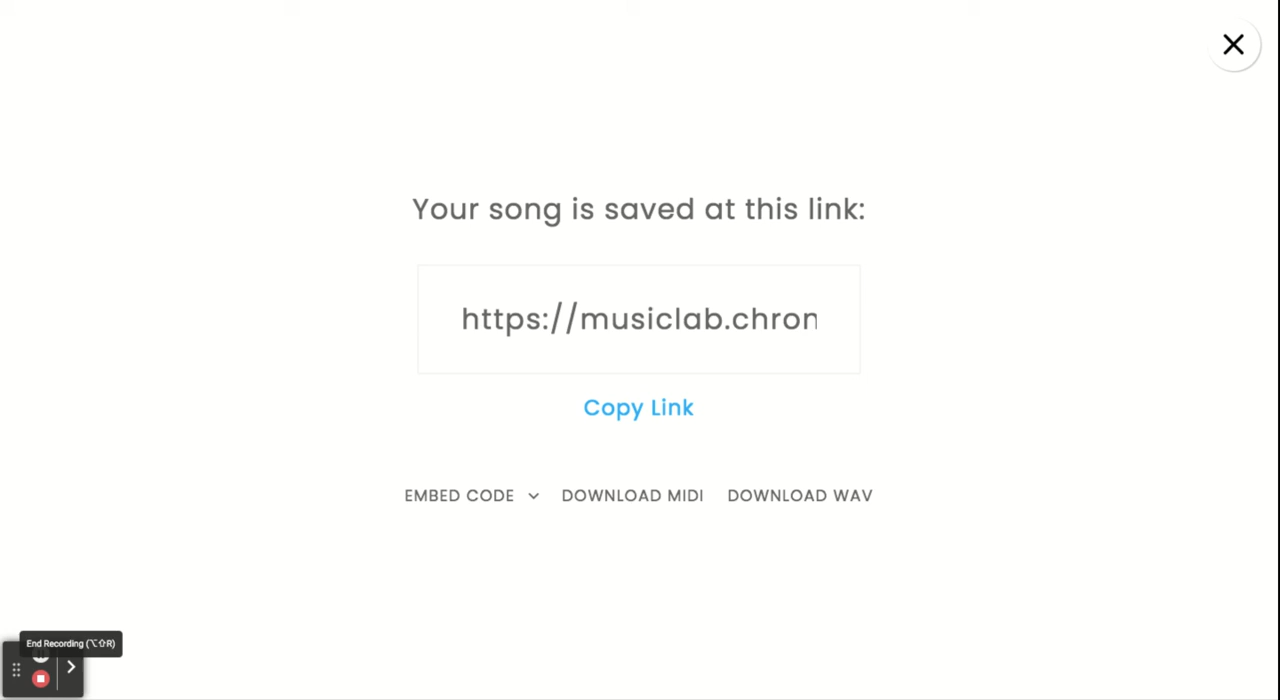 Your song is saved at this link:
https://musiclab.chron
Copy Link
EMBED CODE DOWNLOAD MIDI DOWNLOAD WAV
End Recording (⌥⇧R)